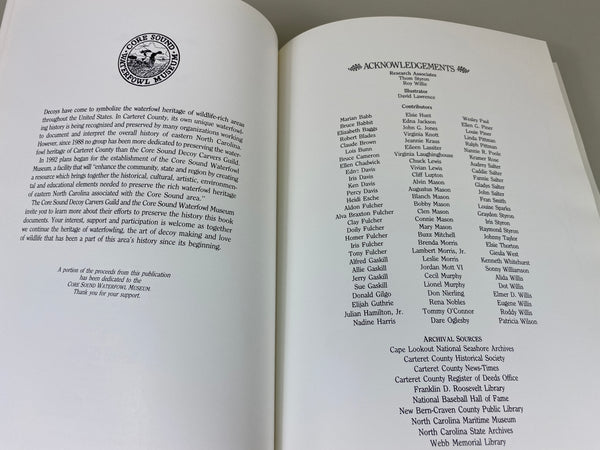 CORE SOUND
WATERFOWL MUSEUM
Decoys have come to symbolize the waterfowl heritage of wildlife-rich areas
throughout the United States. In Carteret County, its own unique waterfowl-
ing history is being recognized and preserved by many organizations working
to interpret the overall history of eastern North Carolina.
However, since 1988 no group has been more dedicated to preserving the water-
fowl heritage of Carteret County than the Core Sound Decoy Carvers Guild.
In 1992 plans began for the establishment of the Core Sound Waterfowl
Museum, a facility that will "enhance the community, state and region by creating
a resource which brings together the historical, cultural, artistic, environmen-
tal and educational elements needed to preserve the rich waterfowl heritage
of eastern North Carolina associated with the Core Sound area."
The Core Sound Decoy Carvers Guild and the Core Sound Waterfowl Museum
invite you to learn more about their efforts to preserve the history this book
documents. Your interest, support and participation is welcome as together
we continue the heritage of waterfowling, the art of decoy making and love
of wildlife that has been a part of this area's history since its beginning.
A portion of the proceeds from this publication
has been dedicated to the
CORE SOUND WATERFOWL MUSEUM
Thank you for your support.
ACKNOWLEDGEMENTS
Research Associates
Thom Styron
Roy Willis
Illustrator
David Lawrence
Contributors
Marian Babb
Bruce Babbit
Elizabeth Baggs
Robert Blades
Claude Brown
Lois Bunn
Bruce Cameron
Ellen Chadwick
Edni Davis
Iris Davis
Ken Davis
Percy Davis
Heidi Esche
Aldon Fulcher
Alva Braxton Fulcher
Clay Fulcher
Dolly Fulcher
Homer Fulcher
Iris Fulcher
Tony Fulcher
Alfred Gaskill
Allie Gaskill
Jerry Gaskill
Sue Gaskill
Donald Gilgo
Elijah Guthrie
Julian Hamilton, Jr.
Nadine Harris
Elsie Hunt
Edna Jackson
John G. Jones
Virginia Knott
Jeannie Kraus
Eileen Lassiter
Virginia Laughinghouse
Chuck Lewis
Vivian Lewis
Cliff Lupton
Alvin Mason
Augustus Mason
Blanch Mason
Bobby Mason
Clen Mason
Connie Mason
Mary Mason
Buzz Mitchell
Brenda Morris
Lambert Morris, Jr.
Leslie Morris
Jordan Mott VI
Cecil Murphy
Lionel Murphy
Don Nierling
Rena Nobles
Tommy O'Connor
Dare Oglesby
Wesley Paul
Ellen G. Piner
Louie Piner
Linda Pittman
Ralph Pittman
Nannie R. Poole
Kramer Rose
Audrey Salter
Caddie Salter
Fannie Salter
Gladys Salter
John Salter
Fran Smith
Louise Sparks
Graydon Styron
Iris Styron
Raymond Styron
Johnny Taylor
Elsie Thorton
Gieula West
Kenneth Whitehurst
Sonny Williamson
Alida Willis
Dot Willis
Elmer D. Willis
Eugene Willis
Roddy Willis
Patricia Wilson
ARCHIVAL SOURCES
Cape Lookout National Seashore Archives
Carteret County Historical Society
Carteret County News-Times
Carteret County Register of Deeds Office
Franklin D. Roosevelt Library
National Baseball Hall of Fame
New Bern-Craven County Public Library
North Carolina Maritime Museum
North Carolina State Archives
Webb Memorial Library